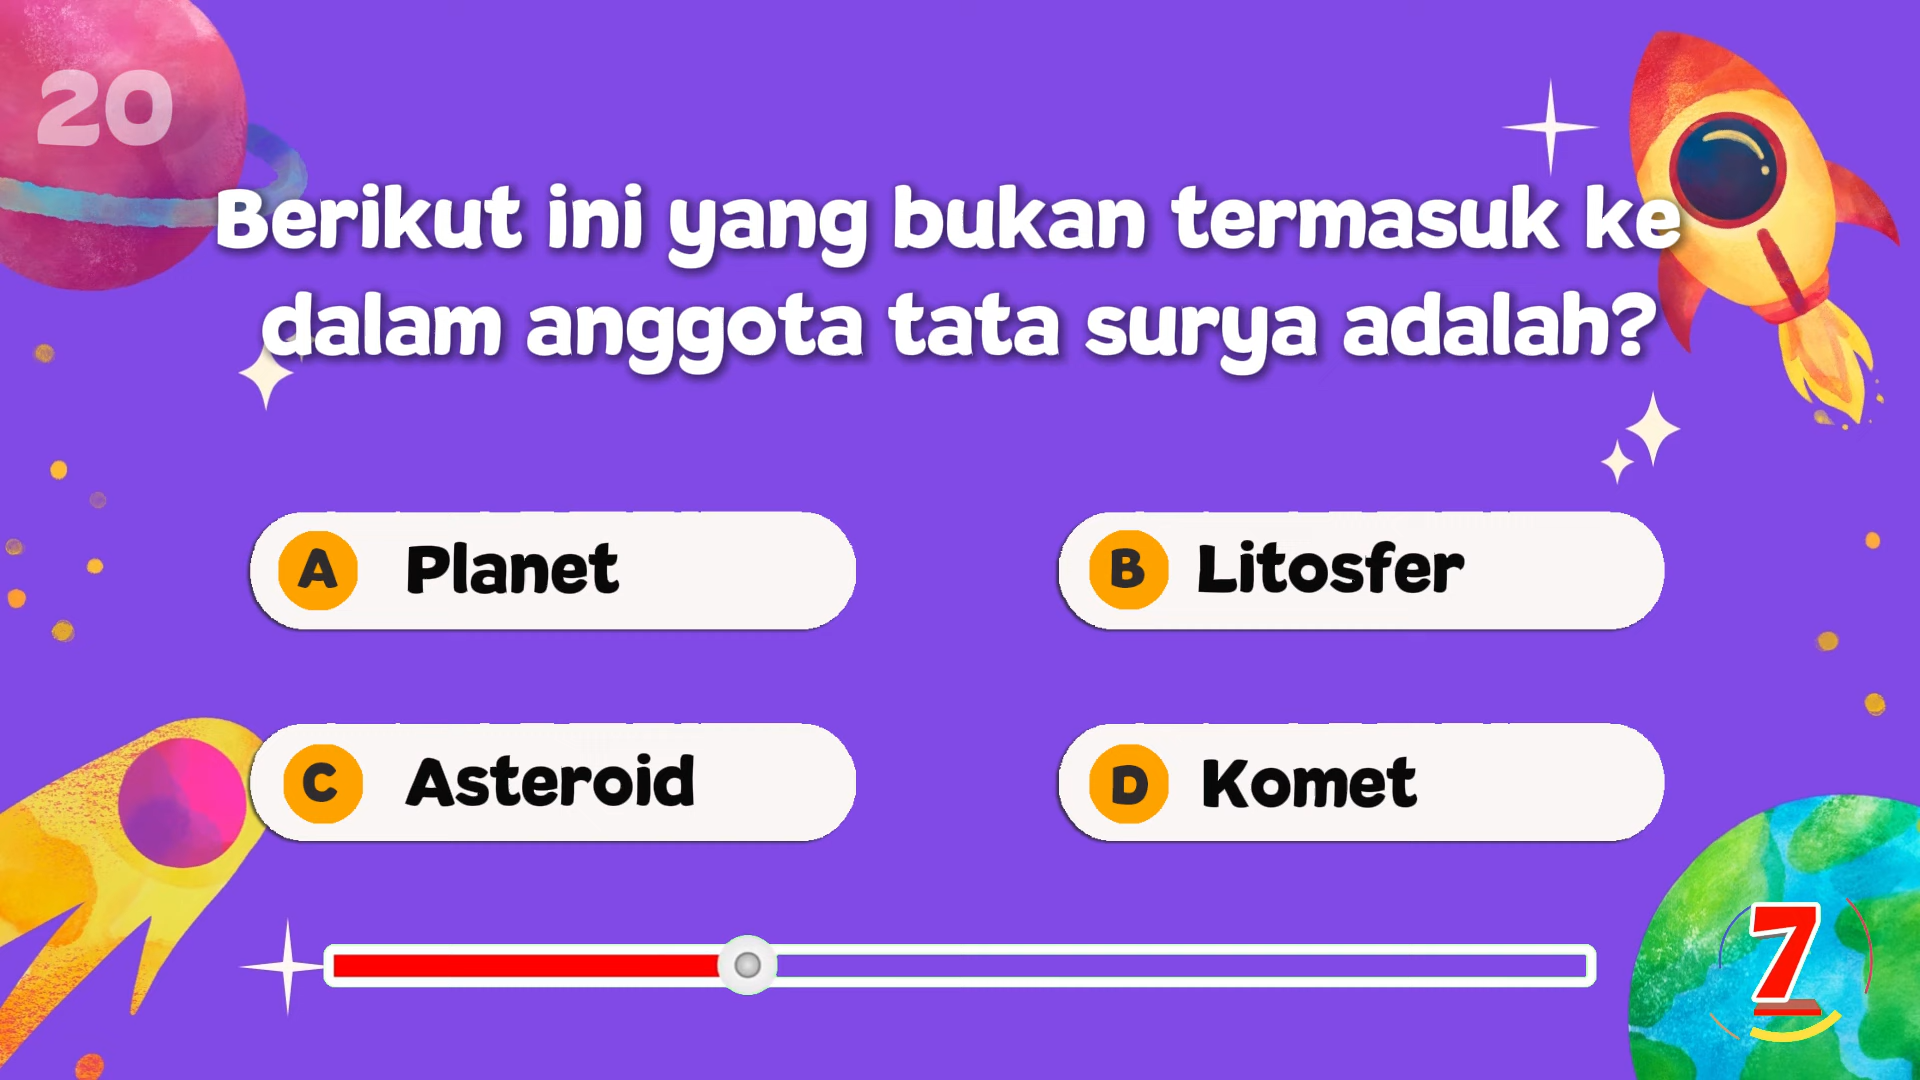 20
Berikut ini yang bukan termasuk ke
dalam anggota tata surya adalah?
A Planet
B Litosfer
C Asteroid
D Komet
7